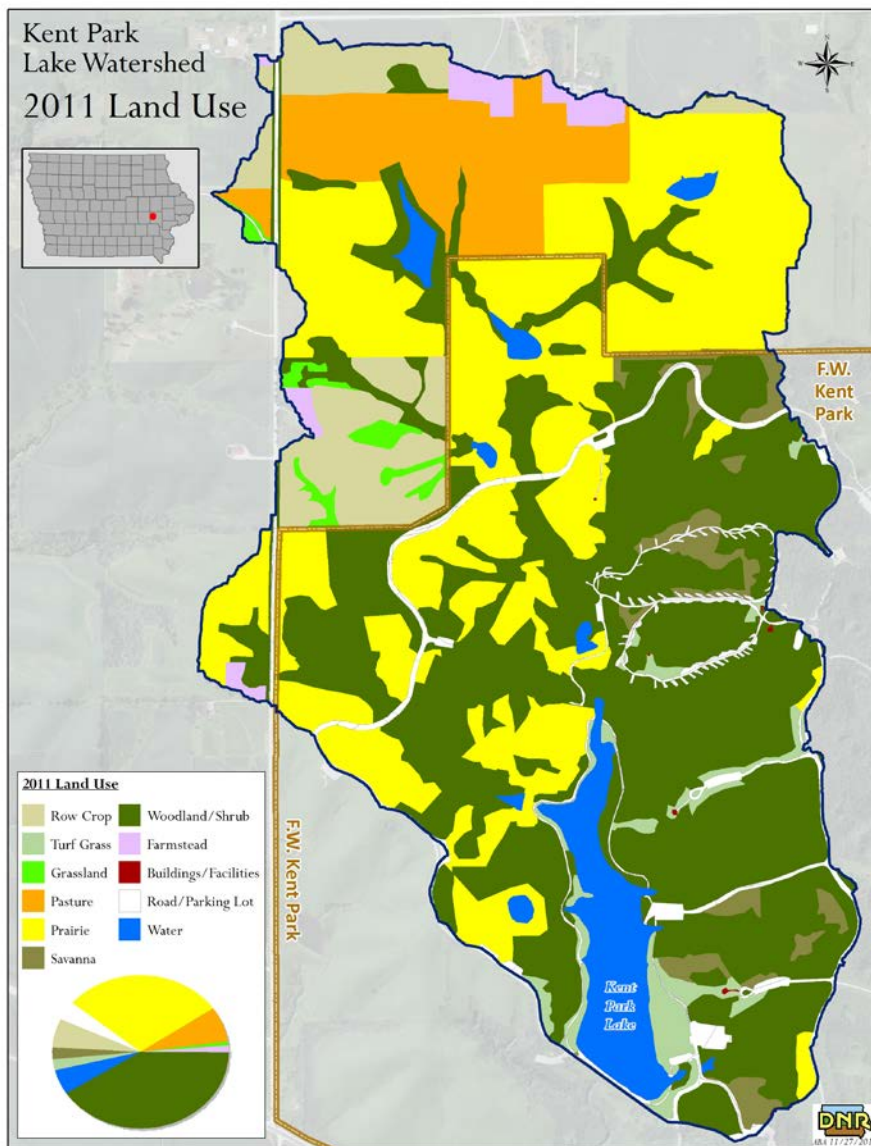 Kent Park
Lake Watershed
2011 Land Use
N
F.W.
Kent
Park
F.W. Kent Park
Kent
Park
Lake
2011 Land Use
Row Crop
Woodland/Shrub
Turf Grass
Farmstead
Grassland
Buildings/Facilities
Pasture
Road/Parking Lot
Prairie
Water
Savanna
DNR